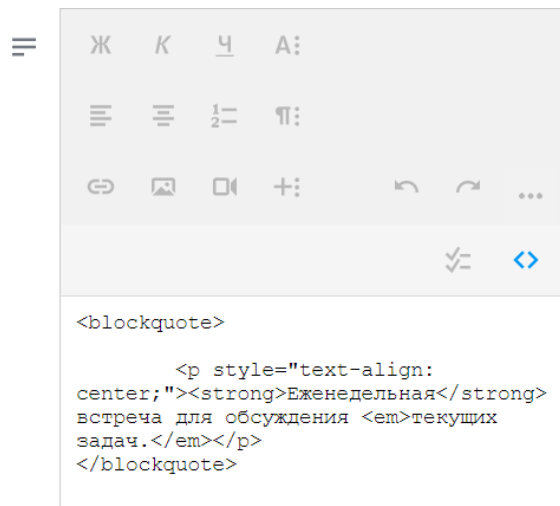 Ж К Ч А
<blockquote>
<p style="text-align:
center;"><strong>Еженедельная</strong>
встреча для обсуждения <em>текущих
задач.</em></p>
</blockquote>